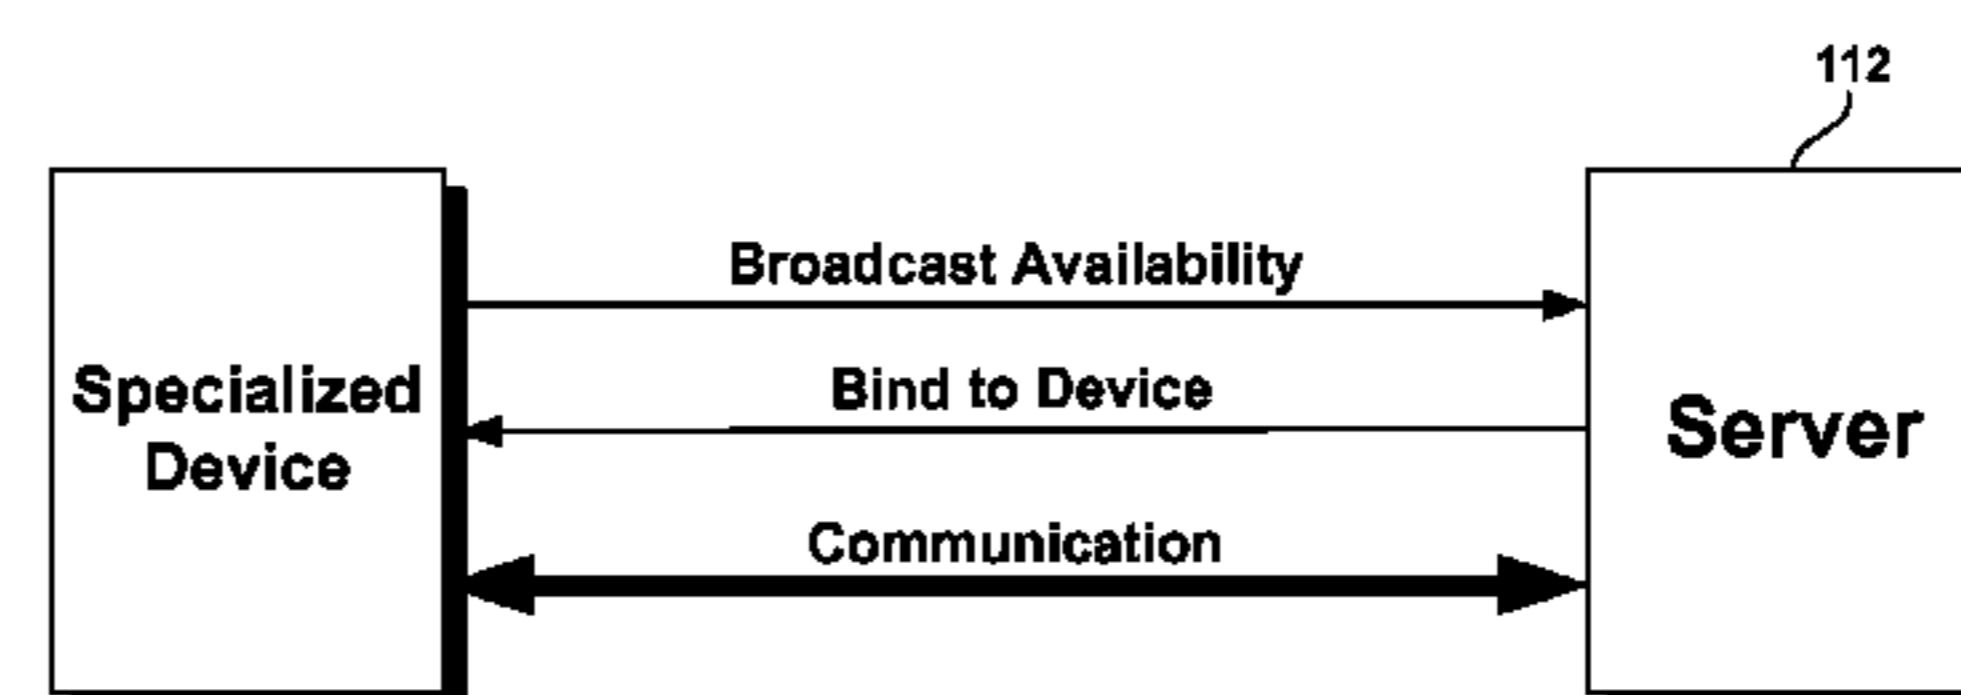 112
Broadcast Availability
Specialized
Device
Bind to Device
Server
Communication